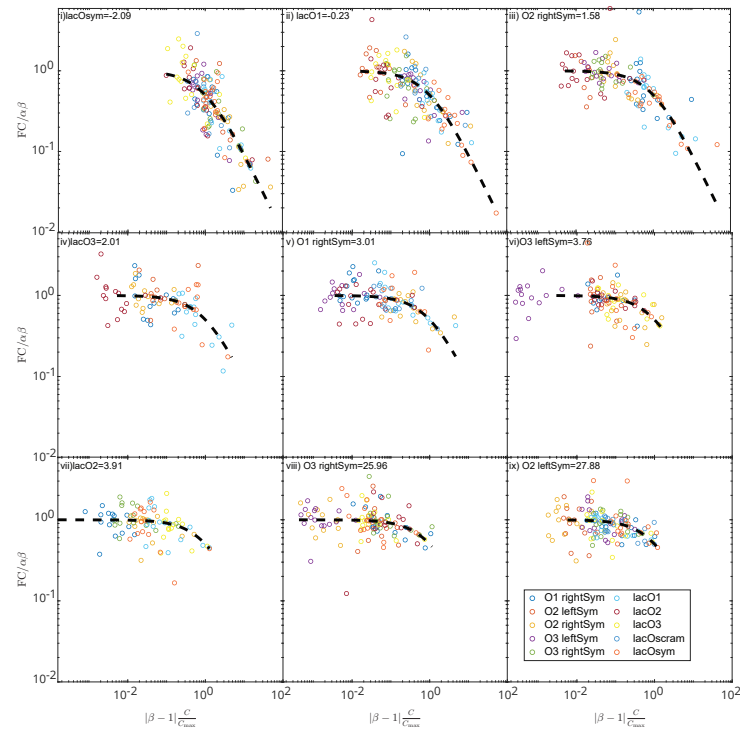 i)lacOsym=-2.09
ii) lacO1=-0.23
iii) O2 rightSym=1.58
10^0
10^-1
10^-2
FC/αβ
iv)lacO3=2.01
v) O1 rightSym=3.01
vi)O3 leftSym=3.76
10^0
10^-1
10^-2
FC/αβ
vii)lacO2=3.91
viii) O3 rightSym=25.96
ix) O2 leftSym=27.88
10^0
10^-1
10^-2
FC/αβ
O1 rightSym
O2 leftSym
O2 rightSym
O3 leftSym
O3 rightSym
lacO1
lacO2
lacO3
lacOscram
lacOsym
10^-2 10^0 10^2 10^-2 10^0 10^2 10^-2 10^0 10^2
|β − 1| C/C_max
|β − 1| C/C_max
|β − 1| C/C_max